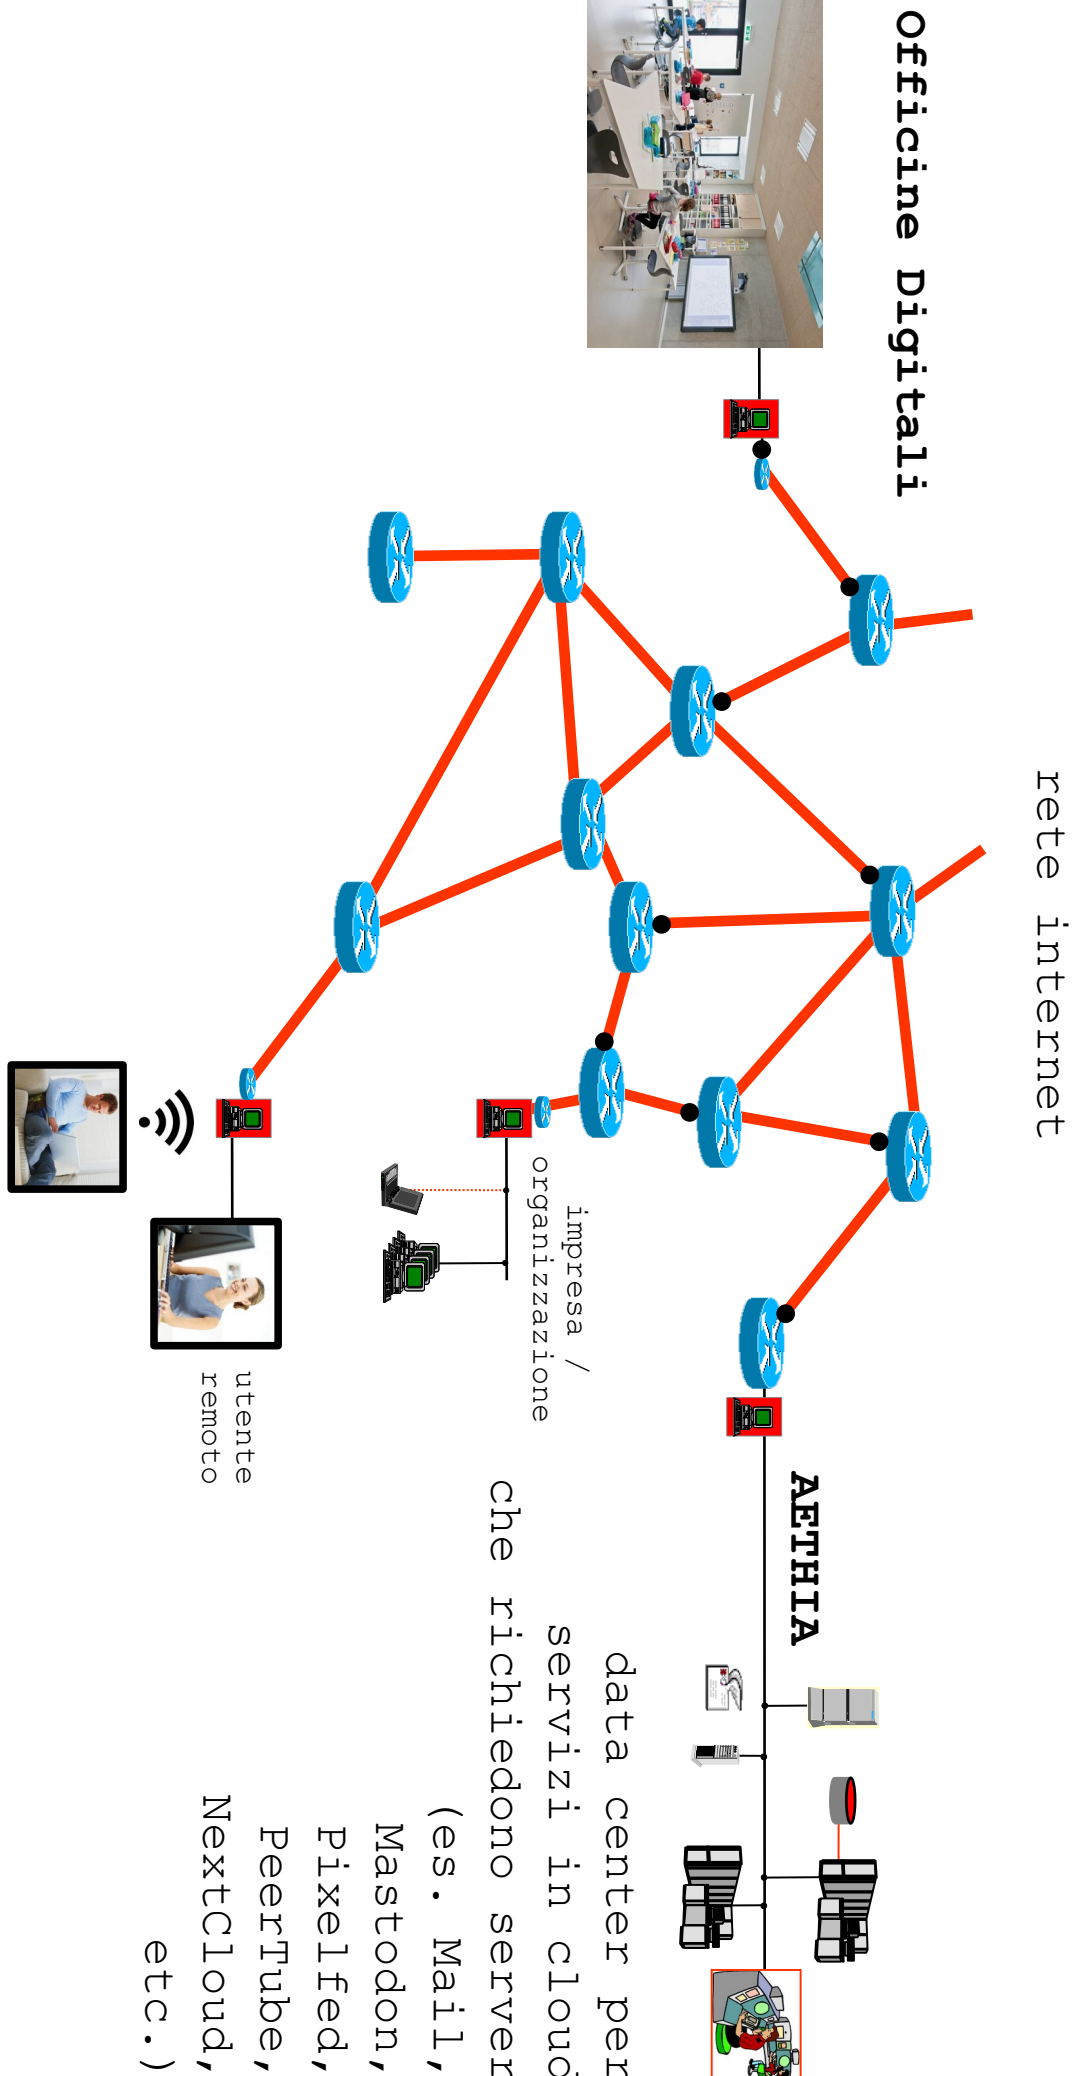 Officine Digitali
rete internet
impresa /
organizzazione
utente
remoto
AETHIA
data center per
servizi in cloud
che richiedono server
(es. Mail,
Mastodon,
Pixelfed,
PeerTube,
NextCloud,
etc.)